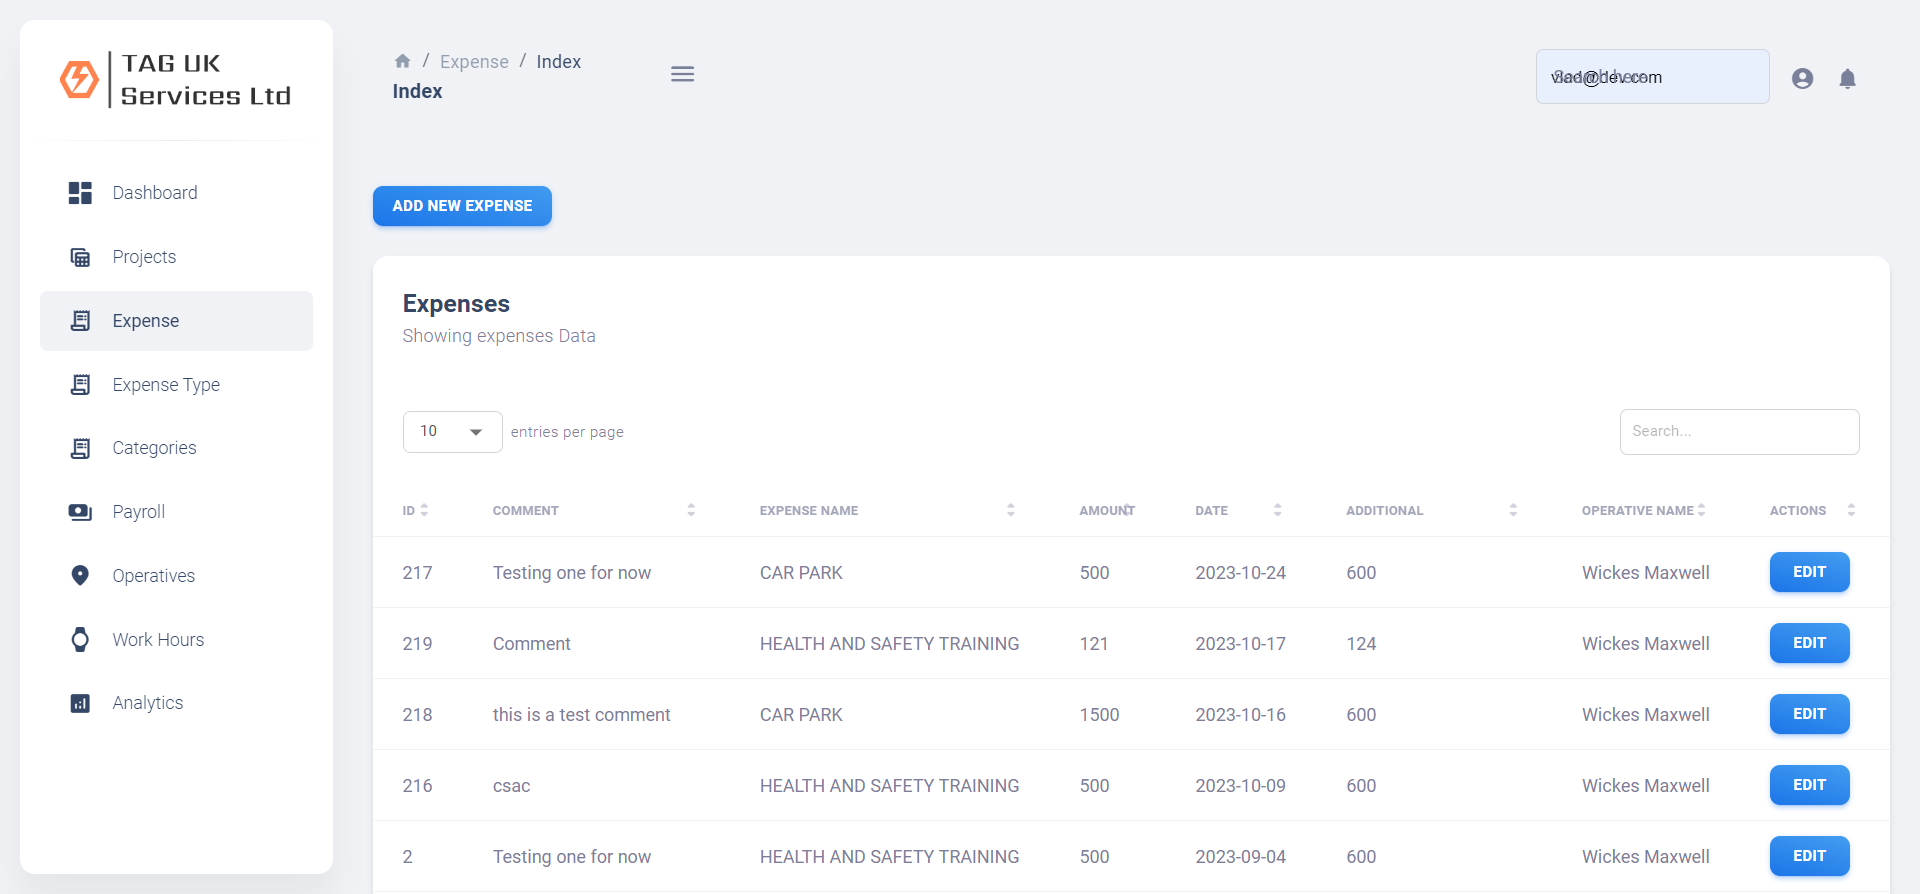 TAG UK
Services Ltd
Dashboard
Projects
Expense
Expense Type
Categories
Payroll
Operatives
Work Hours
Analytics
/ Expense / Index
Index
Search here
ADD NEW EXPENSE
Expenses
Showing expenses Data
10 entries per page
Search...
ID COMMENT EXPENSE NAME AMOUNT DATE ADDITIONAL OPERATIVE NAME ACTIONS
217 Testing one for now CAR PARK 500 2023-10-24 600 Wickes Maxwell EDIT
219 Comment HEALTH AND SAFETY TRAINING 121 2023-10-17 124 Wickes Maxwell EDIT
218 this is a test comment CAR PARK 1500 2023-10-16 600 Wickes Maxwell EDIT
216 csac HEALTH AND SAFETY TRAINING 500 2023-10-09 600 Wickes Maxwell EDIT
2 Testing one for now HEALTH AND SAFETY TRAINING 500 2023-09-04 600 Wickes Maxwell EDIT